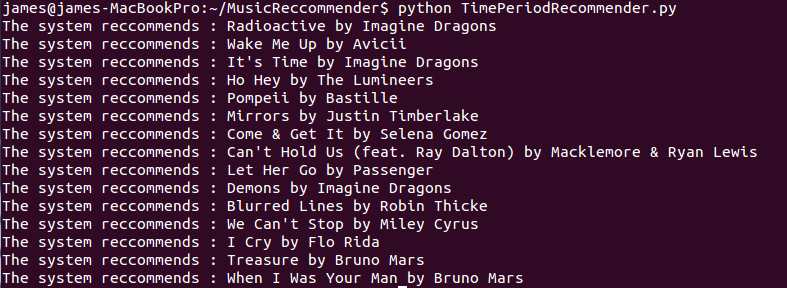 james@james-MacBookPro:~/MusicReccommender$ python TimePeriodRecommender.py
The system reccommends : Radioactive by Imagine Dragons
The system reccommends : Wake Me Up by Avicii
The system reccommends : It's Time by Imagine Dragons
The system reccommends : Ho Hey by The Lumineers
The system reccommends : Pompeii by Bastille
The system reccommends : Mirrors by Justin Timberlake
The system reccommends : Come & Get It by Selena Gomez
The system reccommends : Can't Hold Us (feat. Ray Dalton) by Macklemore & Ryan Lewis
The system reccommends : Let Her Go by Passenger
The system reccommends : Demons by Imagine Dragons
The system reccommends : Blurred Lines by Robin Thicke
The system reccommends : We Can't Stop by Miley Cyrus
The system reccommends : I Cry by Flo Rida
The system reccommends : Treasure by Bruno Mars
The system reccommends : When I Was Your Man by Bruno Mars